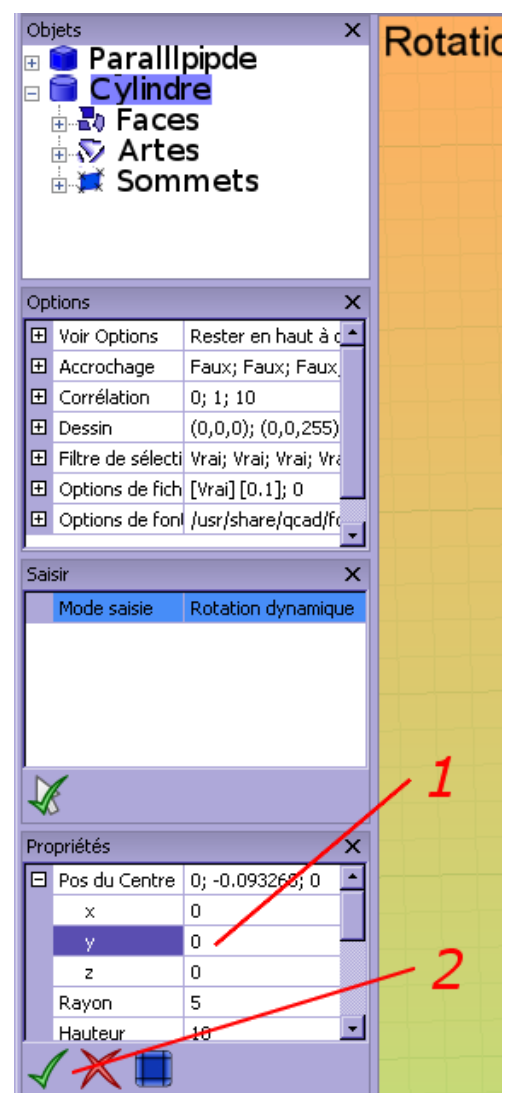 Objets
Rotatio
Paralllpipde
Cylindre
Faces
Artes
Sommets
Options
Voir Options Rester en haut à d
Accrochage Faux; Faux; Faux;
Corrélation 0; 1; 10
Dessin (0,0,0); (0,0,255)
Filtre de sélecti Vrai; Vrai; Vrai; Vra
Options de fich [Vrai] [0.1]; 0
Options de font /usr/share/qcad/fo
Saisir
Mode saisie Rotation dynamique
1
Propriétés
Pos du Centre 0; -0.093268; 0
x 0
y 0
z 0
2
Rayon 5
Hauteur 10